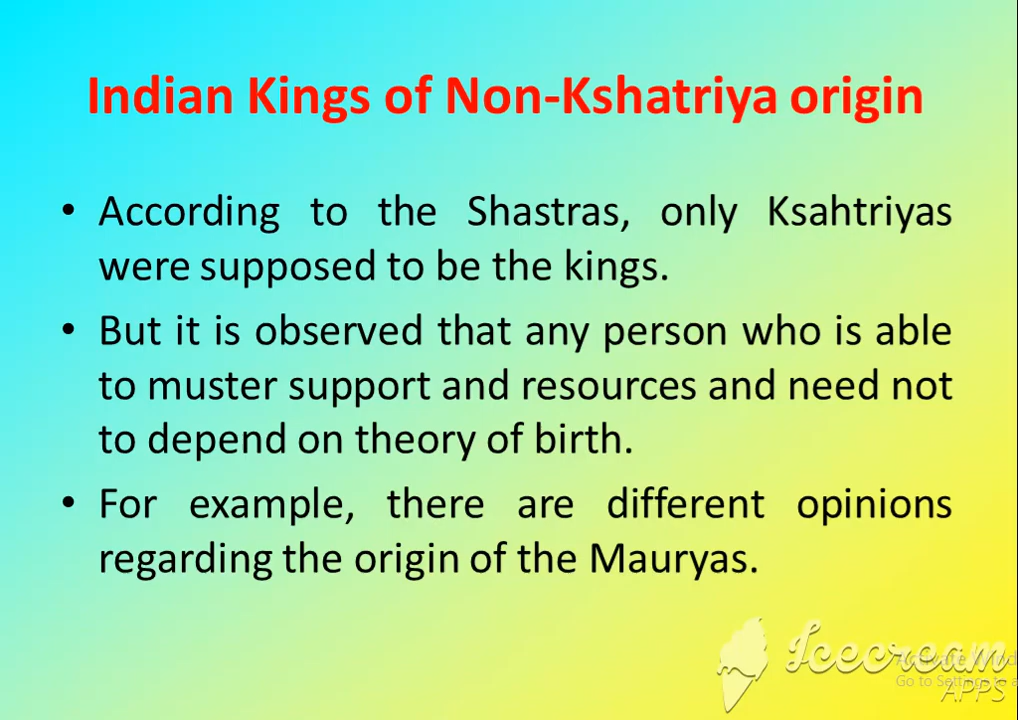 Indian Kings of Non-Kshatriya origin
• According to the Shastras, only Ksahtriyas
were supposed to be the kings.
• But it is observed that any person who is able
to muster support and resources and need not
to depend on theory of birth.
• For example, there are different opinions
regarding the origin of the Mauryas.
Icecream
APPS
Activate Wind
Go to Settings to a